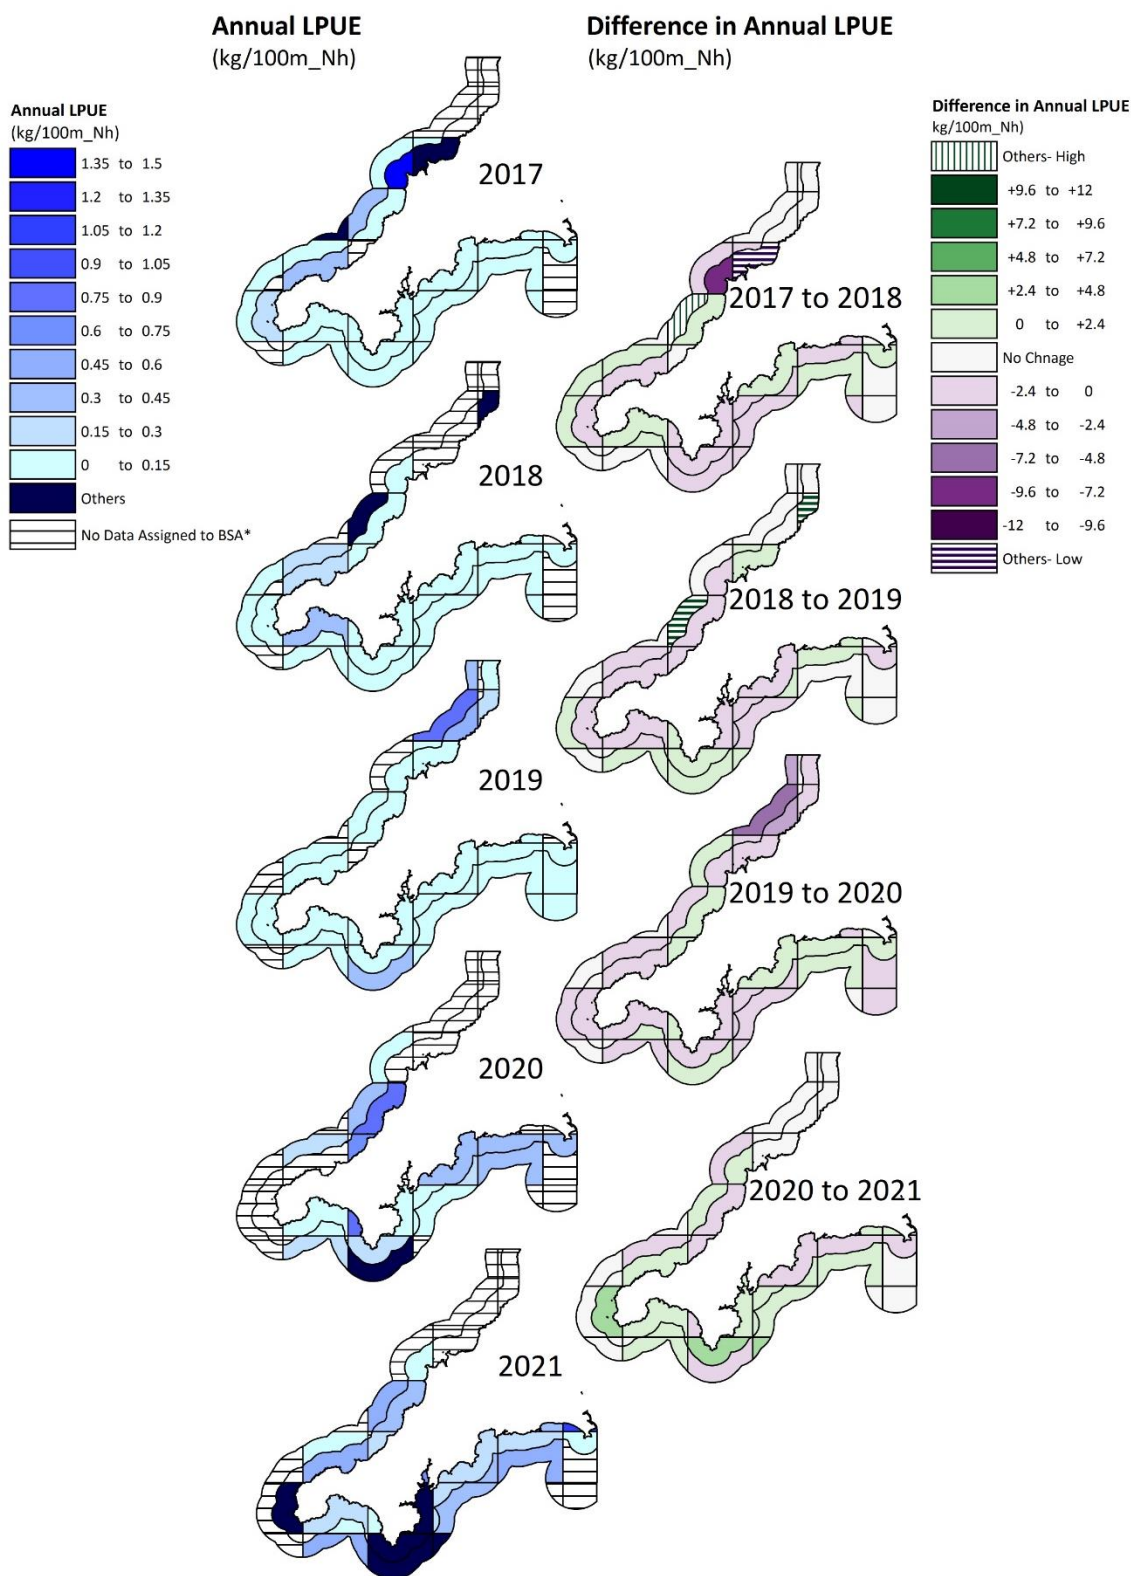 Annual LPUE
(kg/100m_Nh)
Difference in Annual LPUE
(kg/100m_Nh)
Annual LPUE
(kg/100m_Nh)
1.35 to 1.5
1.2 to 1.35
1.05 to 1.2
0.9 to 1.05
0.75 to 0.9
0.6 to 0.75
0.45 to 0.6
0.3 to 0.45
0.15 to 0.3
0 to 0.15
Others
No Data Assigned to BSA*
2017
2018
2019
2020
2021
2017 to 2018
2018 to 2019
2019 to 2020
2020 to 2021
Difference in Annual LPUE
kg/100m_Nh)
Others- High
+9.6 to +12
+7.2 to +9.6
+4.8 to +7.2
+2.4 to +4.8
0 to +2.4
No Chnage
-2.4 to 0
-4.8 to -2.4
-7.2 to -4.8
-9.6 to -7.2
-12 to -9.6
Others- Low